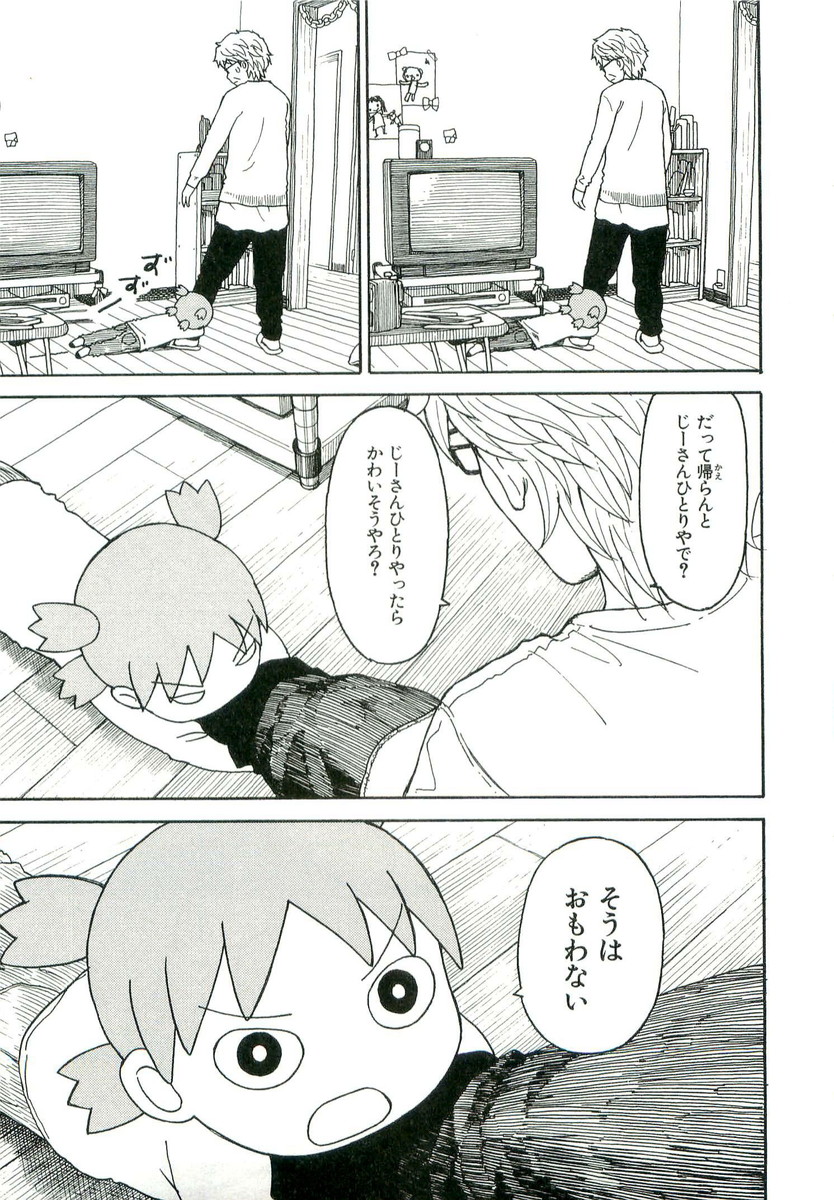 ずず
だって帰らんと
じーさんひとりやで?
かえ
じーさんひとりやったら
かわいそうやろ?
そうは
おもわない